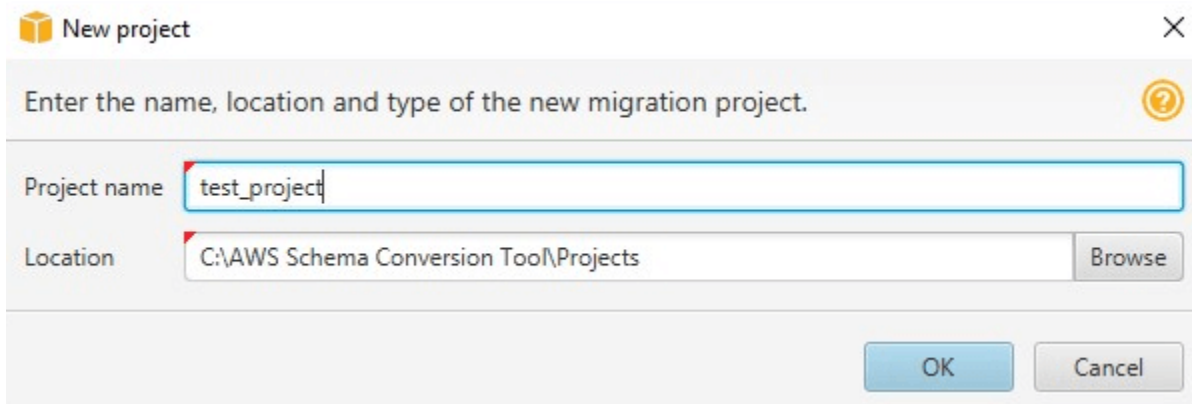 New project
Enter the name, location and type of the new migration project.
Project name test_project
Location C:\AWS Schema Conversion Tool\Projects Browse
OK Cancel